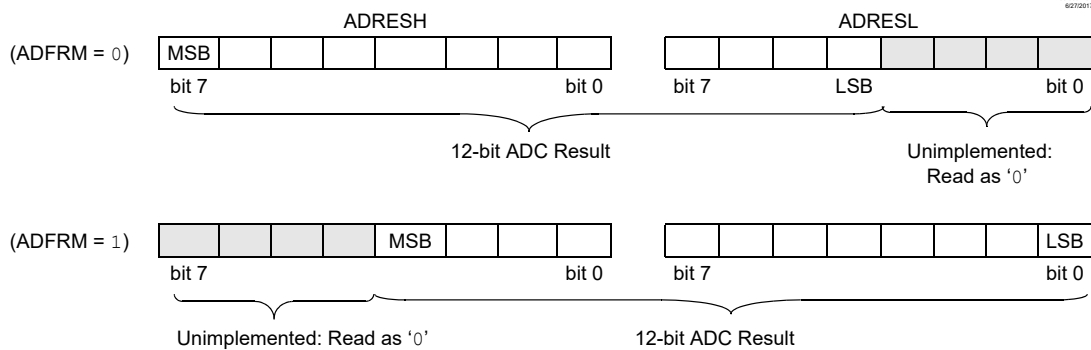 6/27/2017
ADRESH ADRESL
(ADFRM = 0) MSB
bit 7 bit 0 bit 7 LSB bit 0
12-bit ADC Result Unimplemented:
Read as ‘0’
(ADFRM = 1) MSB LSB
bit 7 bit 0 bit 7 bit 0
Unimplemented: Read as ‘0’ 12-bit ADC Result